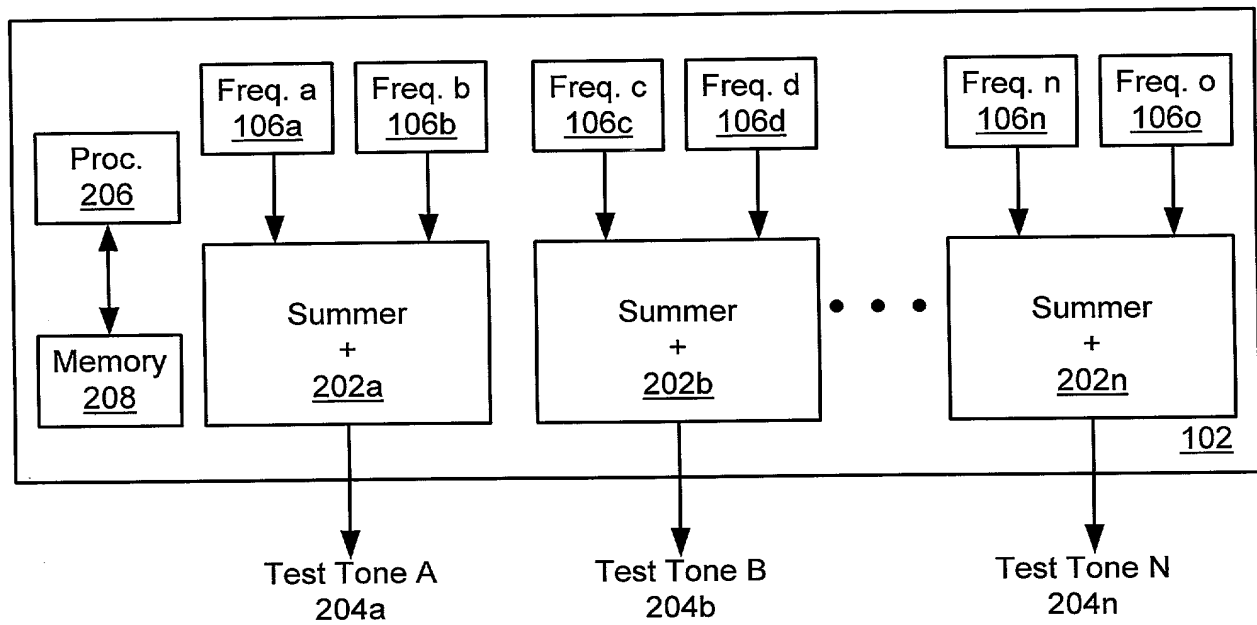 Freq. a
106a
Freq. b
106b
Freq. c
106c
Freq. d
106d
Freq. n
106n
Freq. o
106o
Proc.
206
Memory
208
Summer
+
202a
Summer
+
202b
Summer
+
202n
102
Test Tone A
204a
Test Tone B
204b
Test Tone N
204n